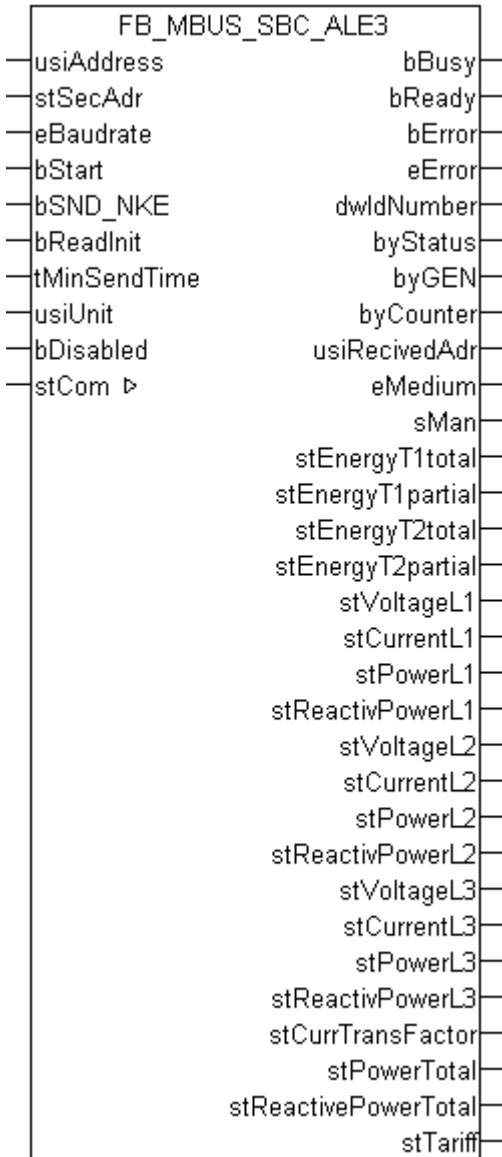 FB_MBUS_SBC_ALE3
usiAddress bBusy
stSecAdr bReady
eBaudrate bError
bStart eError
bSND_NKE dwIdNumber
bReadInit byStatus
tMinSendTime byGEN
usiUnit byCounter
bDisabled usiRecivedAdr
stCom ▷ eMedium
sMan
stEnergyT1total
stEnergyT1partial
stEnergyT2total
stEnergyT2partial
stVoltageL1
stCurrentL1
stPowerL1
stReactivPowerL1
stVoltageL2
stCurrentL2
stPowerL2
stReactivPowerL2
stVoltageL3
stCurrentL3
stPowerL3
stReactivPowerL3
stCurrTransFactor
stPowerTotal
stReactivePowerTotal
stTariff